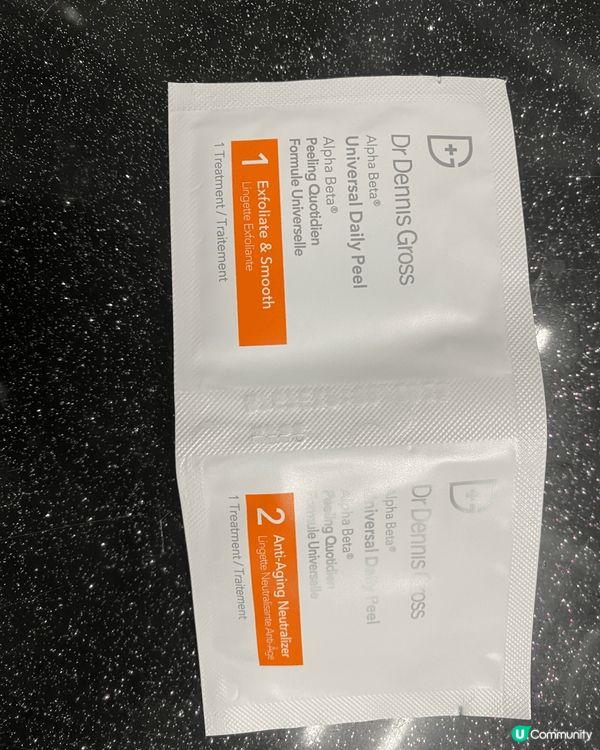 Dr Dennis Gross
Alpha Beta®
Universal Daily Peel
Alpha Beta®
Peeling Quotidien
Formule Universelle
1 Exfoliate & Smooth
Lingette Exfoliante
1 Treatment / Traitement
Dr Dennis Gross
Alpha Beta®
Universal Daily Peel
Alpha Beta®
Peeling Quotidien
Formule Universelle
2 Anti-Aging Neutralizer
Lingette Neutralisante Anti-Âge
1 Treatment / Traitement
U Community